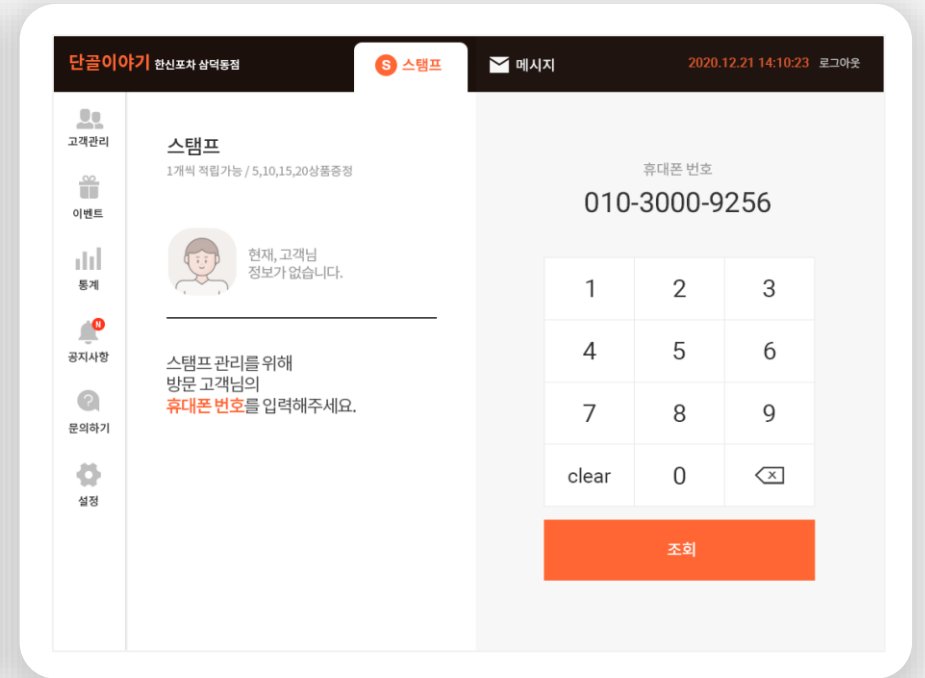 단골이야기 한신포차 삼덕동점
S 스탬프
메시지
2020.12.21 14:10:23 로그아웃
고객관리
이벤트
통계
N
공지사항
?
문의하기
설정
스탬프
1개씩 적립가능 / 5,10,15,20상품증정
현재, 고객님
정보가 없습니다.
스탬프 관리를 위해
방문 고객님의
휴대폰 번호를 입력해주세요.
휴대폰 번호
010-3000-9256
1 2 3
4 5 6
7 8 9
clear 0
조회